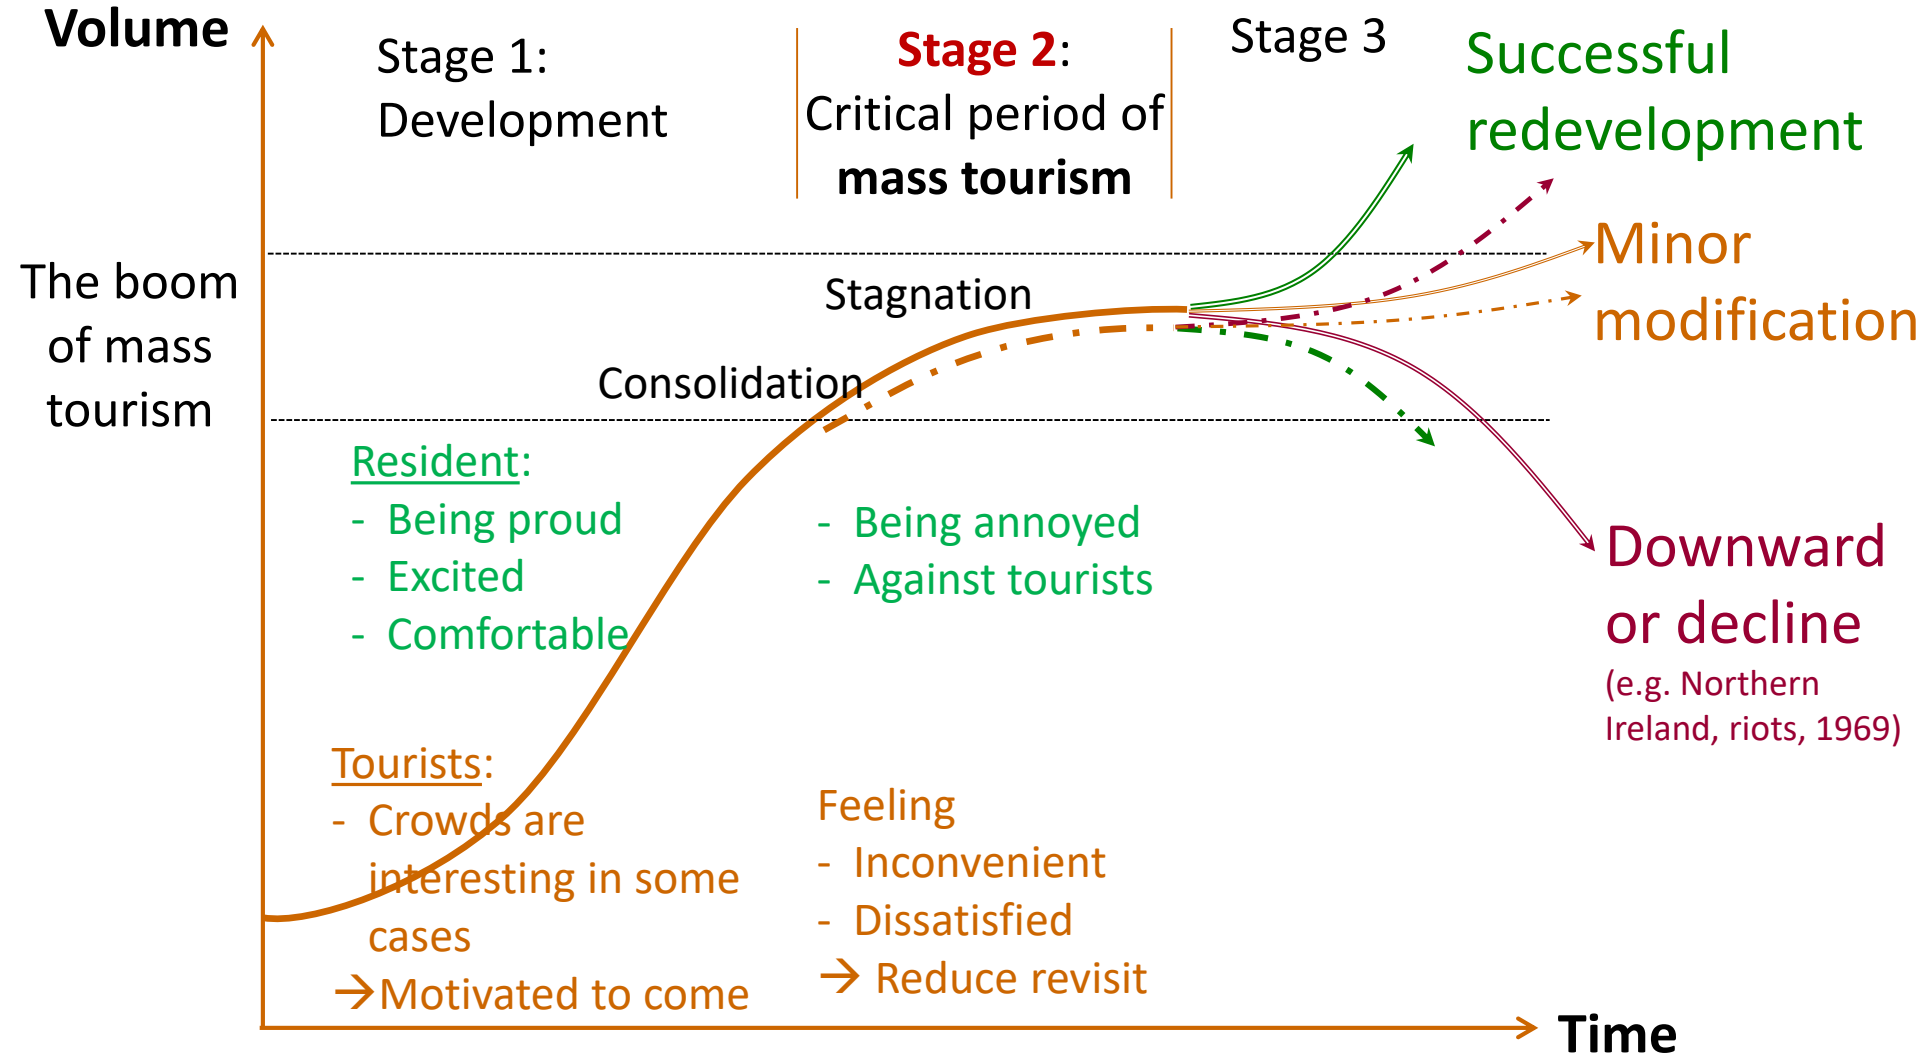 Volume
Stage 1:
Development
Stage 2:
Critical period of
mass tourism
Stage 3
Successful
redevelopment
Minor
modification
The boom
of mass
tourism
Stagnation
Consolidation
Resident:
- Being proud
- Excited
- Comfortable
- Being annoyed
- Against tourists
Downward
or decline
(e.g. Northern
Ireland, riots, 1969)
Tourists:
- Crowds are
interesting in some
cases
→Motivated to come
Feeling
- Inconvenient
- Dissatisfied
→ Reduce revisit
Time